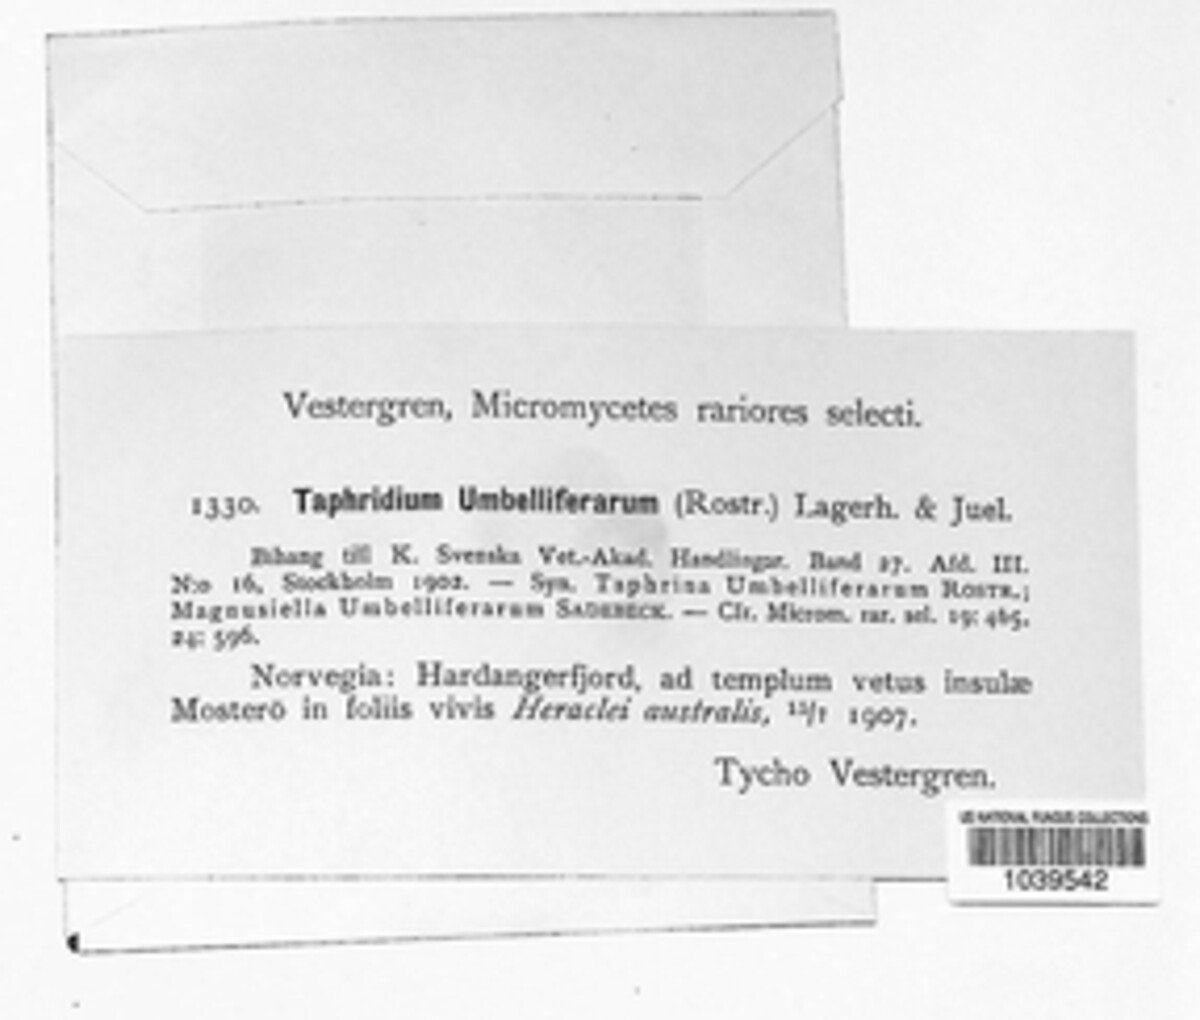 Vestergren, Micromycetes rariores selecti.
1330. Taphridium Umbelliferarum (Rostr.) Lagerh. & Juel.
Bihang till K. Svenska Vet.-Akad. Handlingar. Band 27. Afd. III.
N:o 16, Stockholm 1902. — Syn. Taphrina Umbelliferarum ROSTR.;
Magnusiella Umbelliferarum SADEBECK. — Cfr. Microm. rar. sel. 19: 465,
24: 596.
Norvegia: Hardangerfjord, ad templum vetus insulæ
Mosterö in foliis vivis Heraclei australis, 1907.
Tycho Vestergren.
US NATIONAL FUNGUS COLLECTIONS
1039542